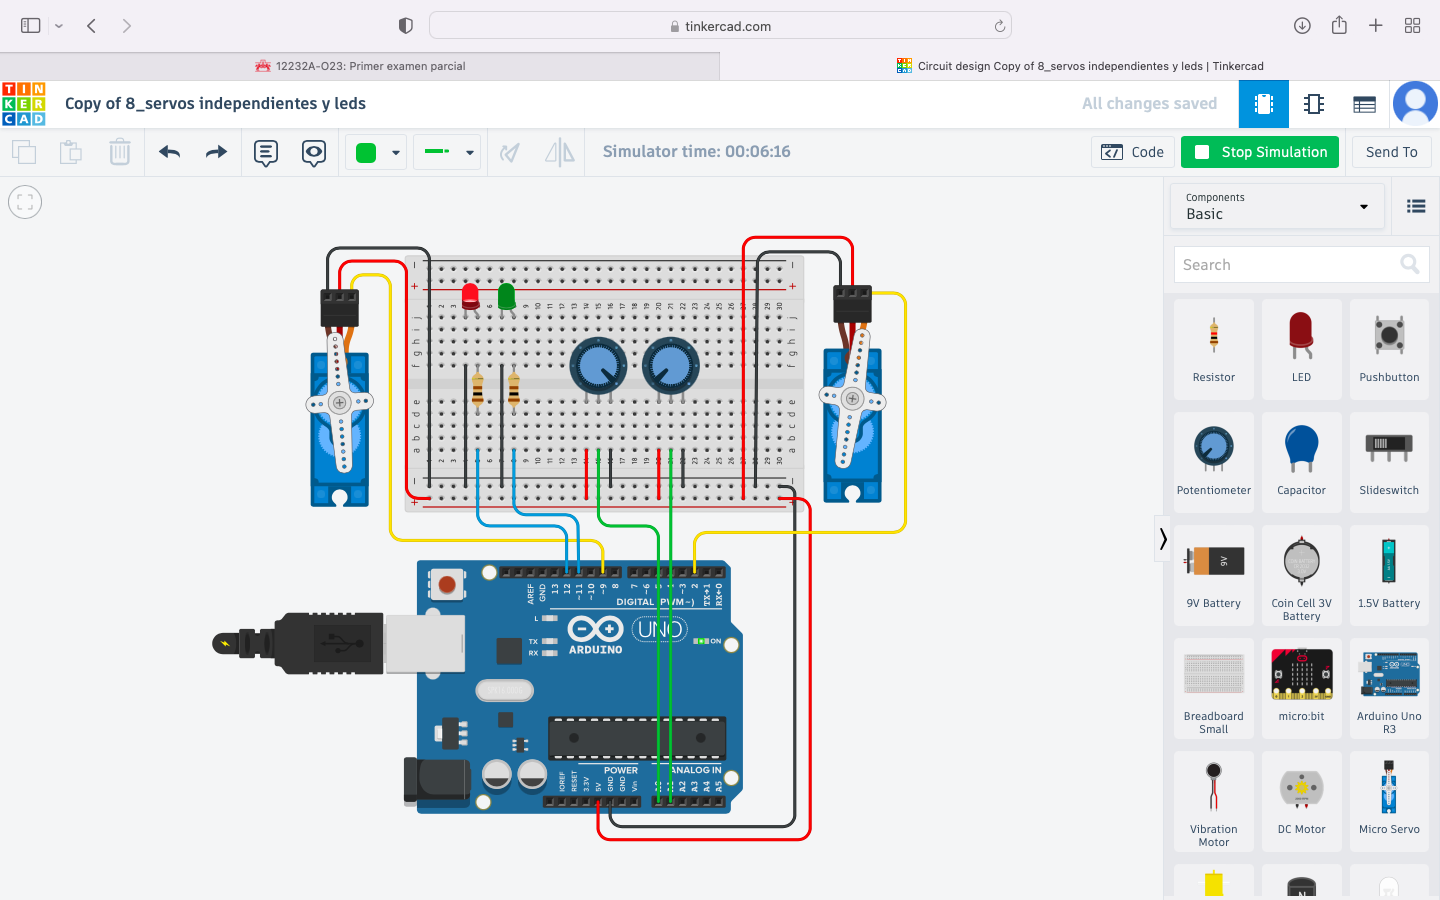 tinkercad.com
12232A-O23: Primer examen parcial
Circuit design Copy of 8_servos independientes y leds | Tinkercad
TIN
KER
CAD
Copy of 8_servos independientes y leds
All changes saved
Simulator time: 00:06:16
Code
Stop Simulation
Send To
Components
Basic
Search
Resistor
LED
Pushbutton
Potentiometer
Capacitor
Slideswitch
9V
9V Battery
Coin Cell 3V Battery
1.5V Battery
Breadboard Small
micro:bit
Arduino Uno R3
Vibration Motor
DC Motor
Micro Servo
j
h
g
f
e
d
c
b
a
AREF
GND
13
12
~11
~10
~9
8
7
~6
~3
2
TX→1
RX←0
DIGITAL (PWM~)
L
TX
RX
UNO
ARDUINO
ON
POWER
ANALOG IN
IOREF
RESET
3.3V
5V
GND
GND
Vin
A2
A3
A4
A5